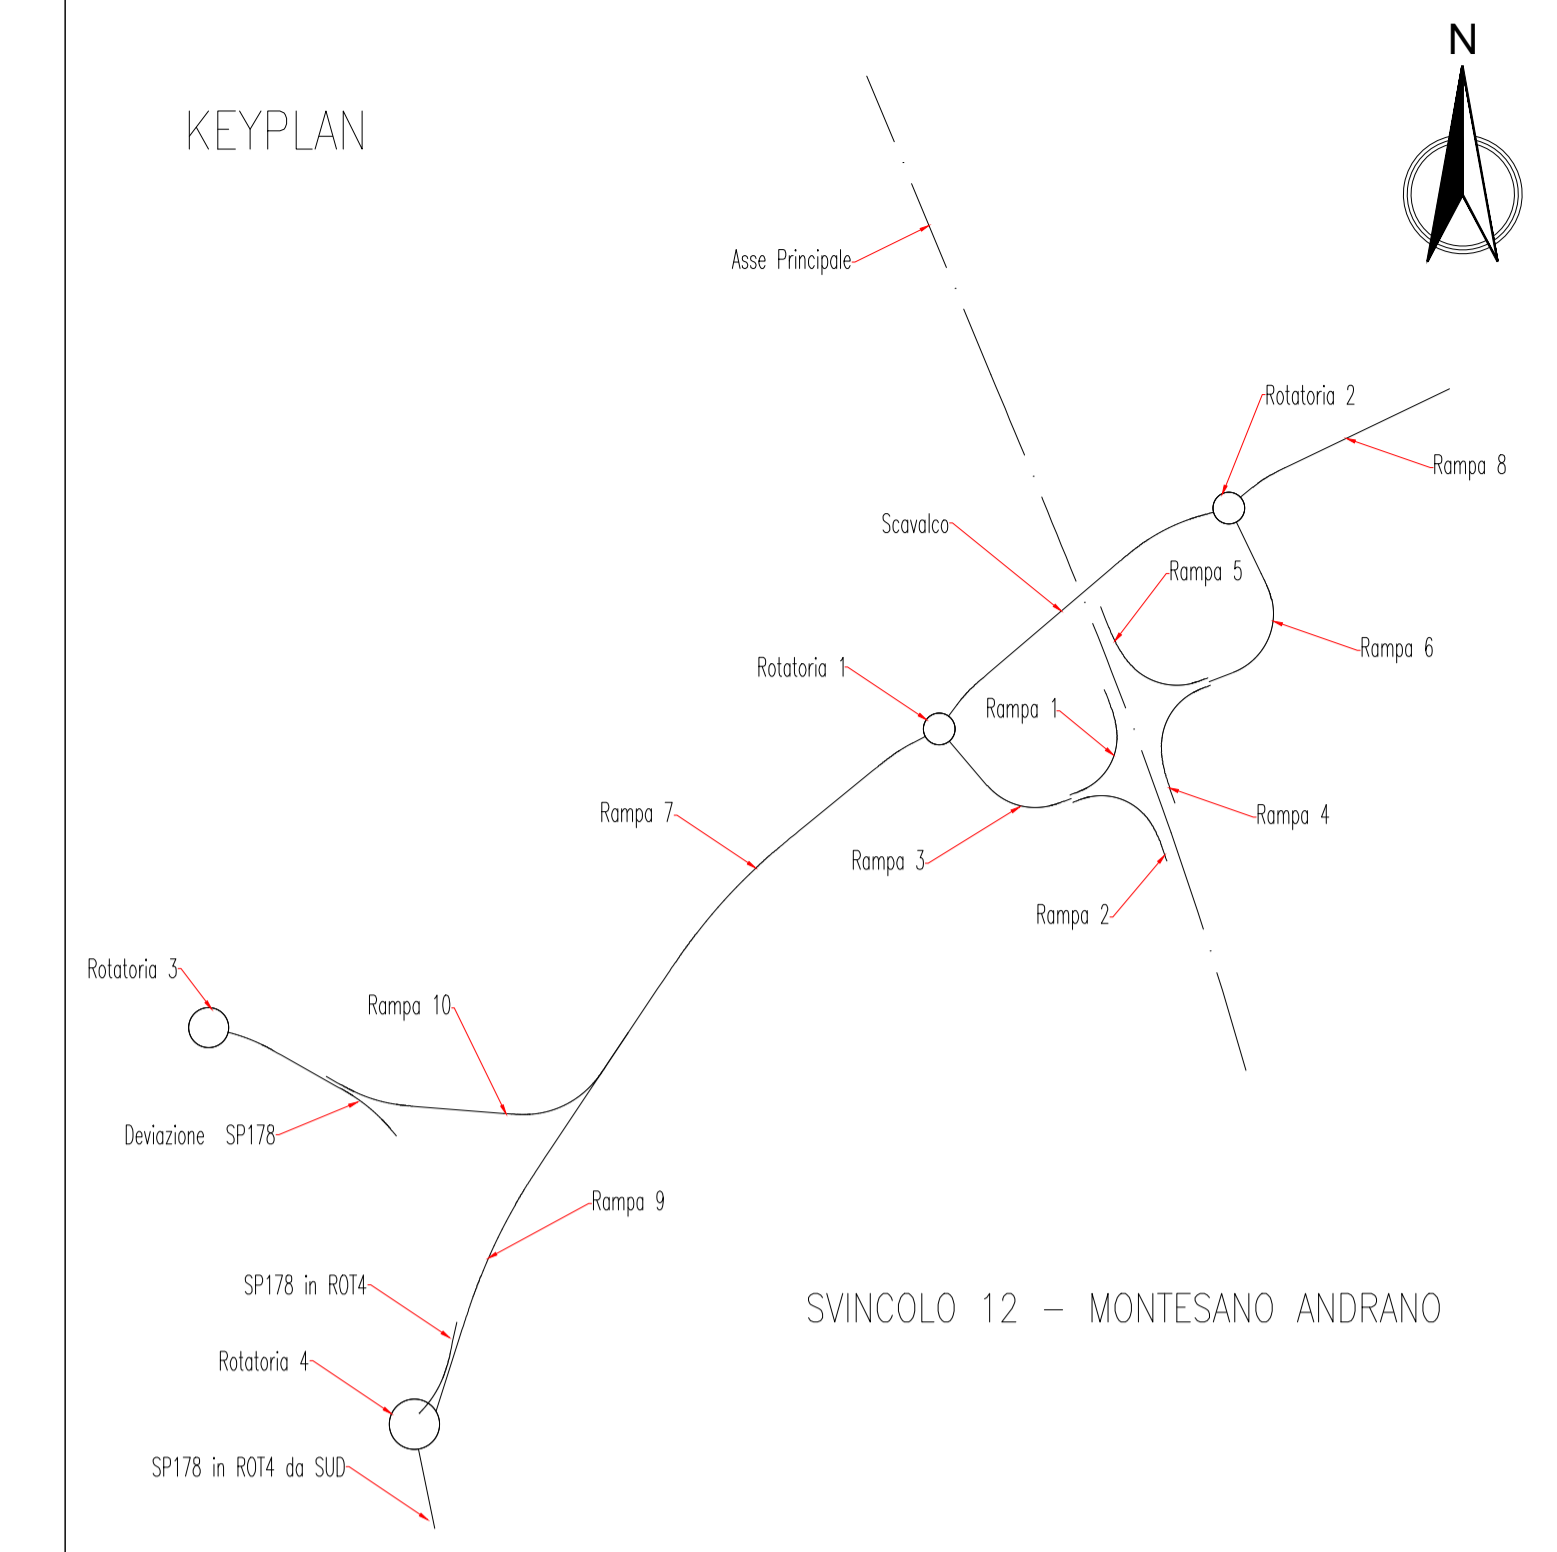 N
KEYPLAN
Asse Principale
Rotatoria 2
Rampa 8
Scavalco
Rampa 5
Rampa 6
Rotatoria 1
Rampa 1
Rampa 7
Rampa 4
Rampa 3
Rampa 2
Rotatoria 3
Rampa 10
Deviazione SP178
Rampa 9
SP178 in ROT4
SVINCOLO 12 - MONTESANO ANDRANO
Rotatoria 4
SP178 in ROT4 da SUD